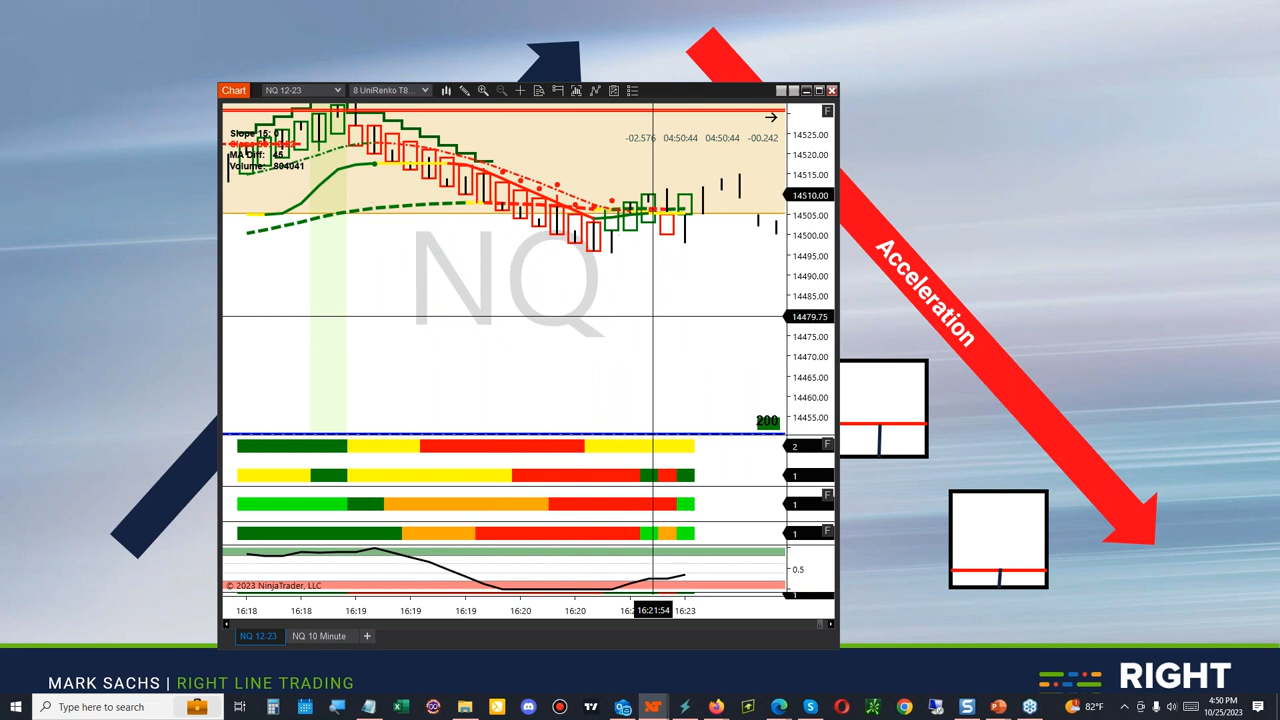 Acceleration
Chart
NQ 12-23
8 UniRenko T8...
Slope 15: 0
MA Diff: 45
Volume: 894041
-02.576 04:50:44 04:50:44 -00.242
F
14525.00
14520.00
14515.00
14510.00
14505.00
14500.00
14495.00
14490.00
14485.00
14479.75
14475.00
14470.00
14465.00
14460.00
14455.00
NQ
200
2
F
1
1
F
1
F
0.5
1
© 2023 NinjaTrader, LLC
16:18 16:18 16:19 16:19 16:19 16:20 16:20 16:21:54 16:23
NQ 12-23 NQ 10 Minute +
MARK SACHS | RIGHT LINE TRADING
RIGHT
Type here to search
82°F
4:50 PM
10/25/2023